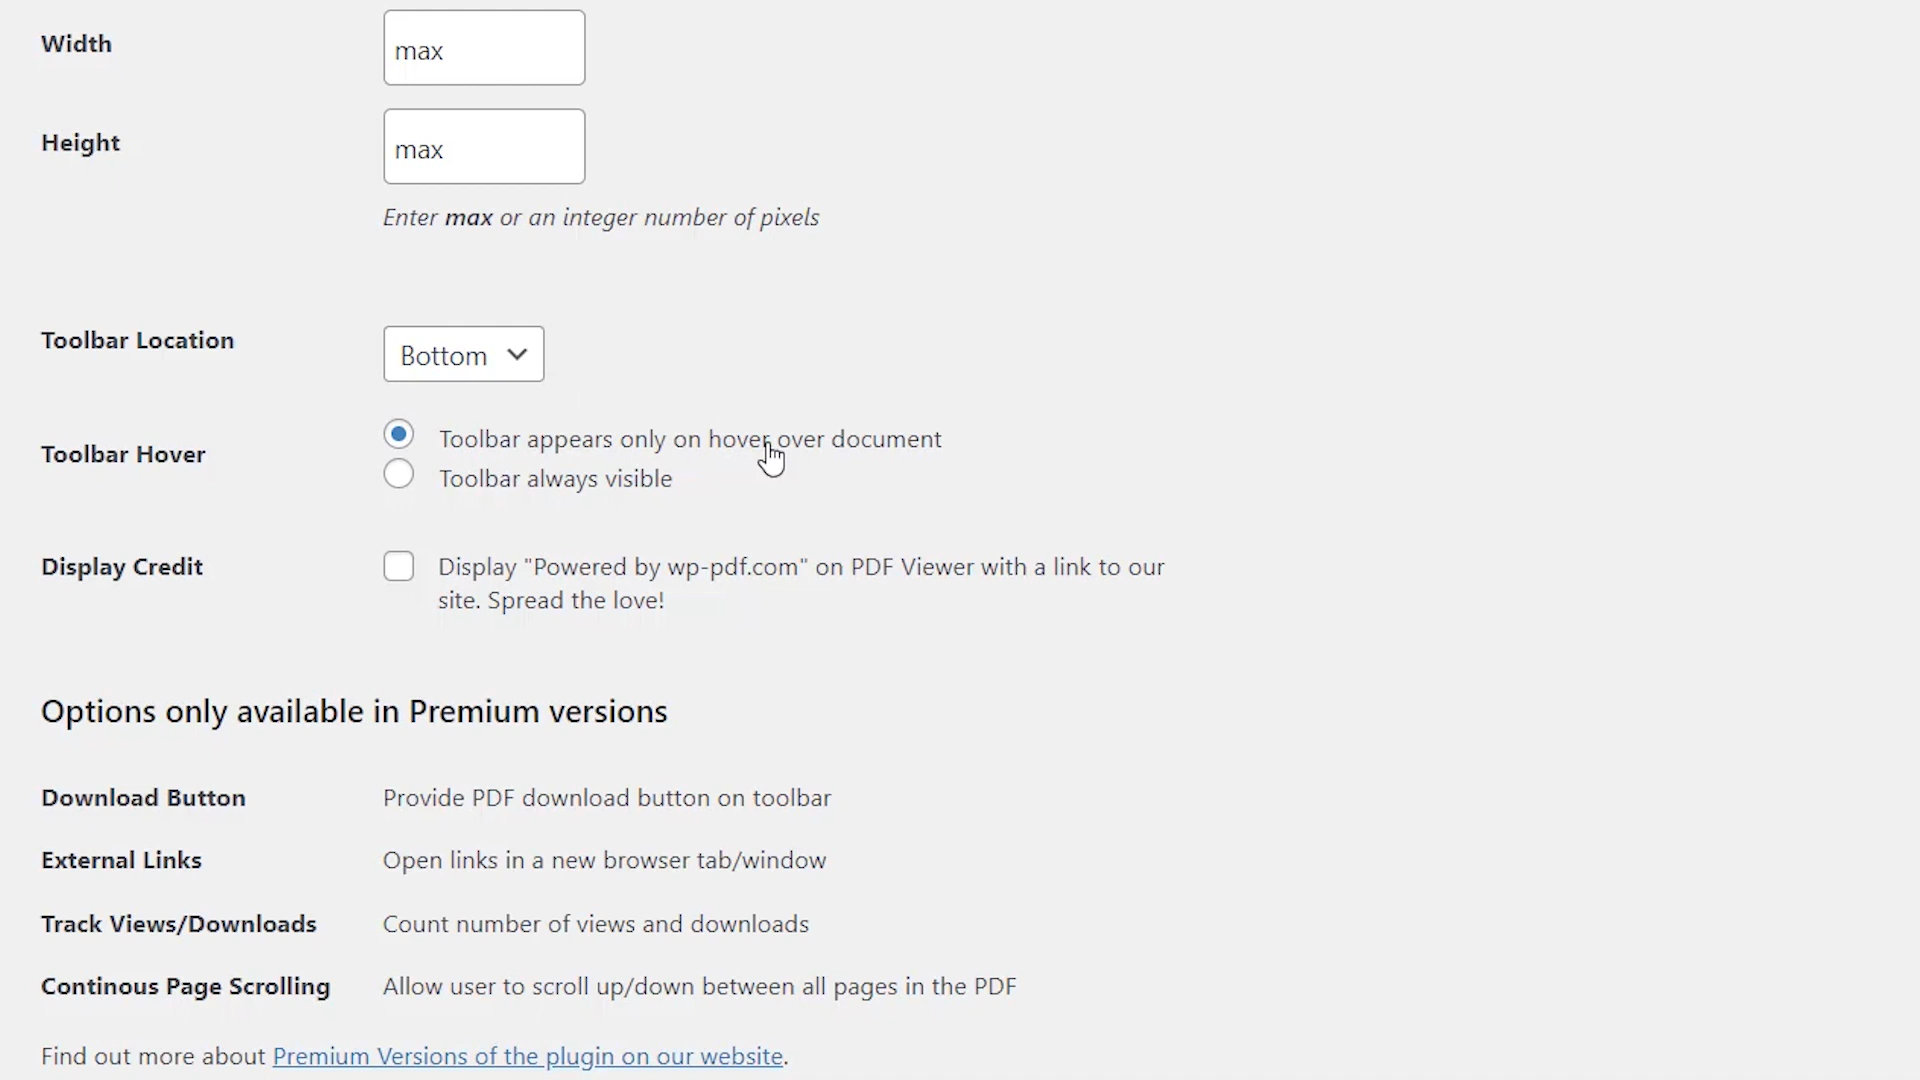 Width
max
Height
max
Enter max or an integer number of pixels
Toolbar Location
Bottom
Toolbar Hover
Toolbar appears only on hover over document
Toolbar always visible
Display Credit
Display "Powered by wp-pdf.com" on PDF Viewer with a link to our
site. Spread the love!
Options only available in Premium versions
Download Button
Provide PDF download button on toolbar
External Links
Open links in a new browser tab/window
Track Views/Downloads
Count number of views and downloads
Continous Page Scrolling
Allow user to scroll up/down between all pages in the PDF
Find out more about Premium Versions of the plugin on our website.